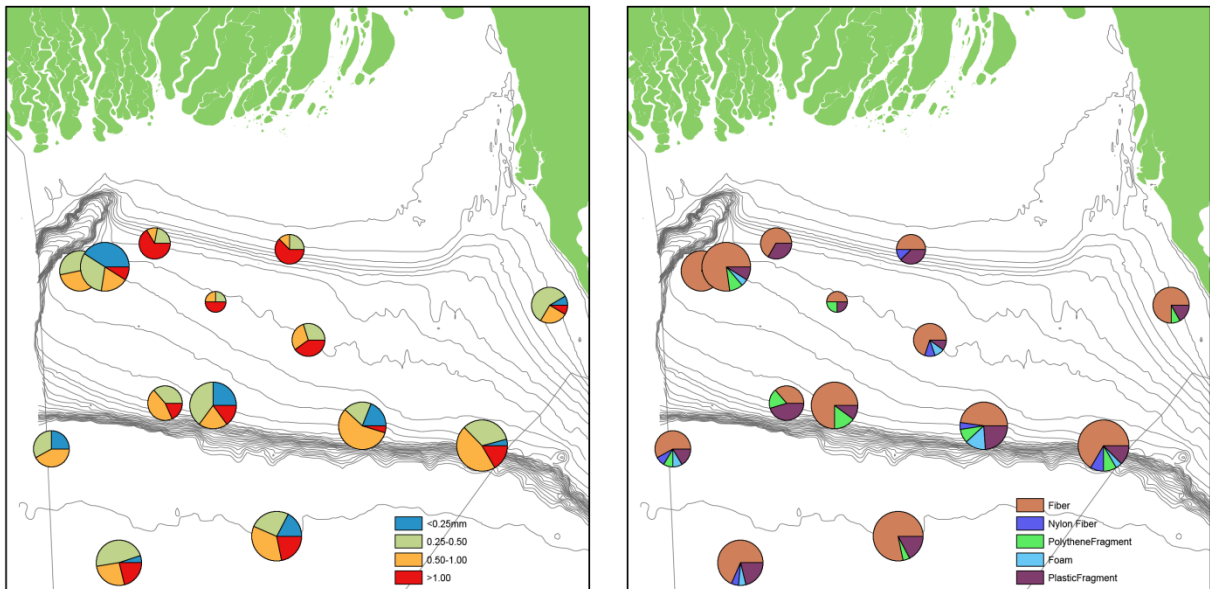 <0.25mm
0.25-0.50
0.50-1.00
>1.00
Fiber
Nylon Fiber
PolytheneFragment
Foam
PlasticFragment